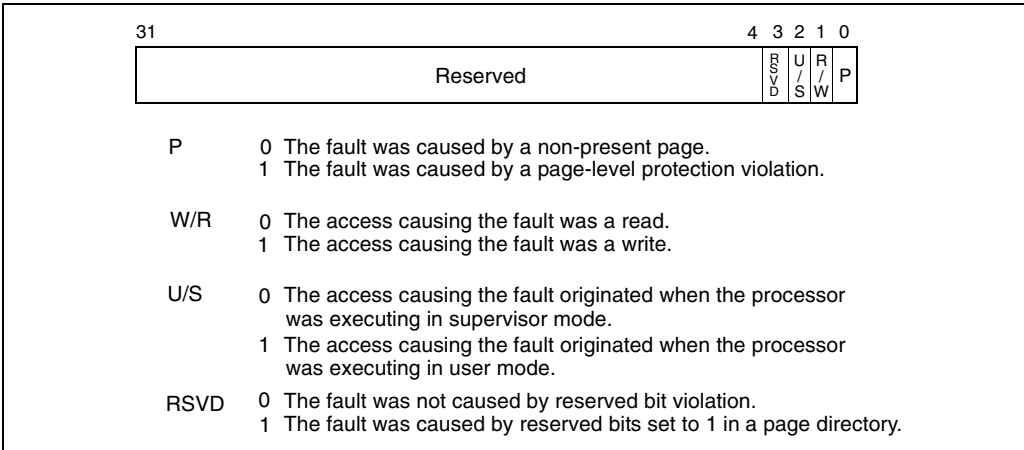 31 4 3 2 1 0
Reserved RSVD U/S R/W P
P 0 The fault was caused by a non-present page.
1 The fault was caused by a page-level protection violation.
W/R 0 The access causing the fault was a read.
1 The access causing the fault was a write.
U/S 0 The access causing the fault originated when the processor
was executing in supervisor mode.
1 The access causing the fault originated when the processor
was executing in user mode.
RSVD 0 The fault was not caused by reserved bit violation.
1 The fault was caused by reserved bits set to 1 in a page directory.